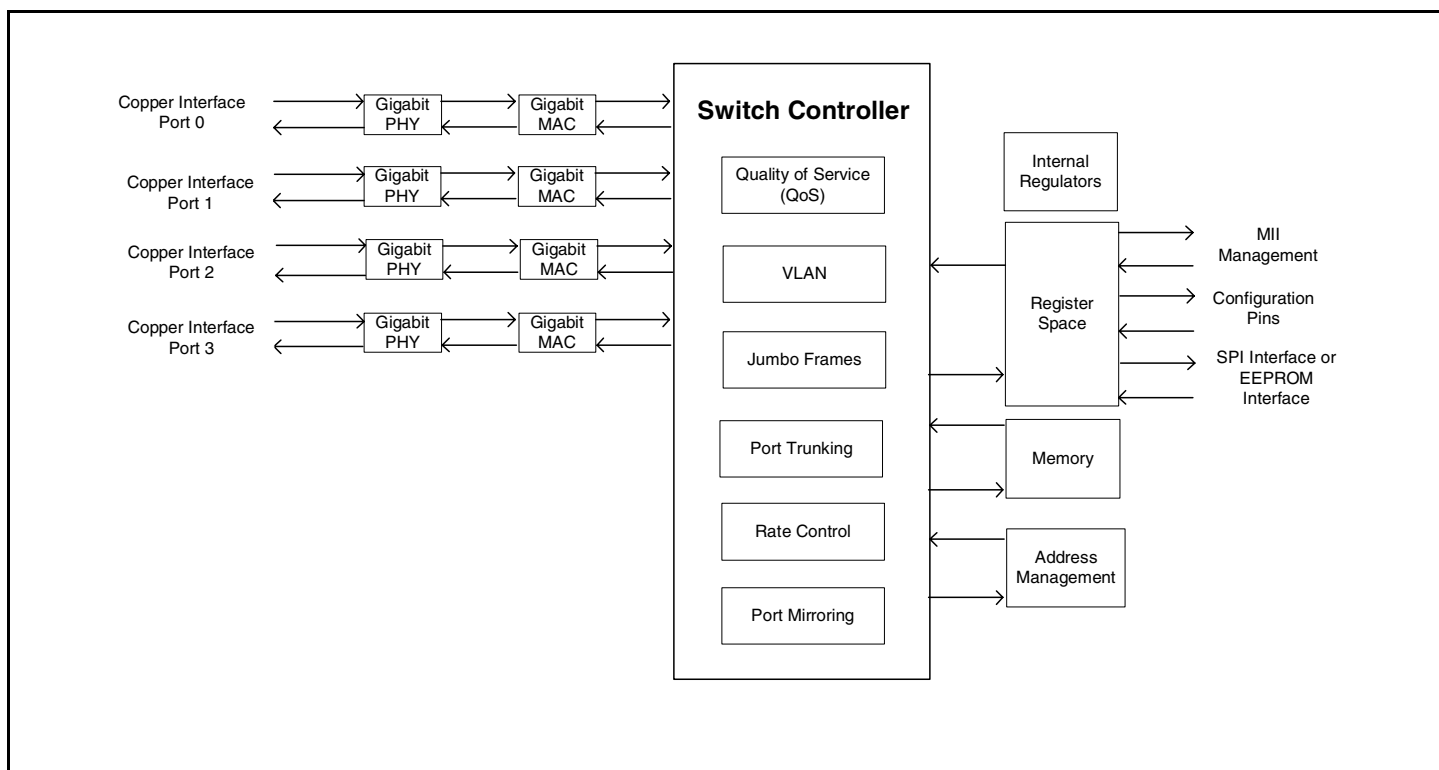 Copper Interface
Port 0
Gigabit
PHY
Gigabit
MAC
Copper Interface
Port 1
Gigabit
PHY
Gigabit
MAC
Copper Interface
Port 2
Gigabit
PHY
Gigabit
MAC
Copper Interface
Port 3
Gigabit
PHY
Gigabit
MAC
Switch Controller
Quality of Service
(QoS)
VLAN
Jumbo Frames
Port Trunking
Rate Control
Port Mirroring
Internal
Regulators
Register
Space
Memory
Address
Management
MII
Management
Configuration
Pins
SPI Interface or
EEPROM
Interface